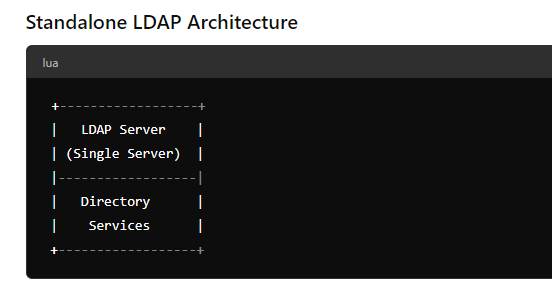 Standalone LDAP Architecture
lua
+------------------+
|   LDAP Server    |
| (Single Server)  |
|------------------|
|   Directory      |
|    Services      |
+------------------+